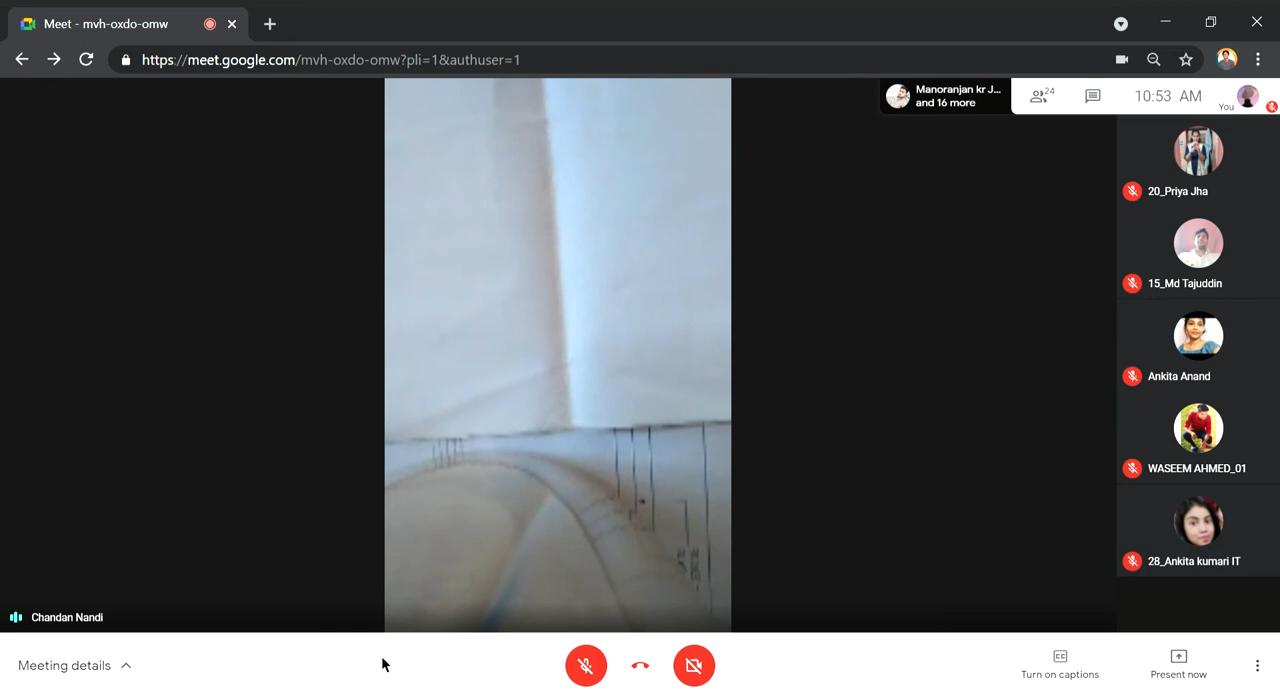 Meet - mvh-oxdo-omw
https://meet.google.com/mvh-oxdo-omw?pli=1&authuser=1
Manoranjan kr J...
and 16 more
24
10:53 AM
You
20_Priya Jha
15_Md Tajuddin
Ankita Anand
WASEEM AHMED_01
28_Ankita kumari IT
Chandan Nandi
Meeting details
CC
Turn on captions
Present now